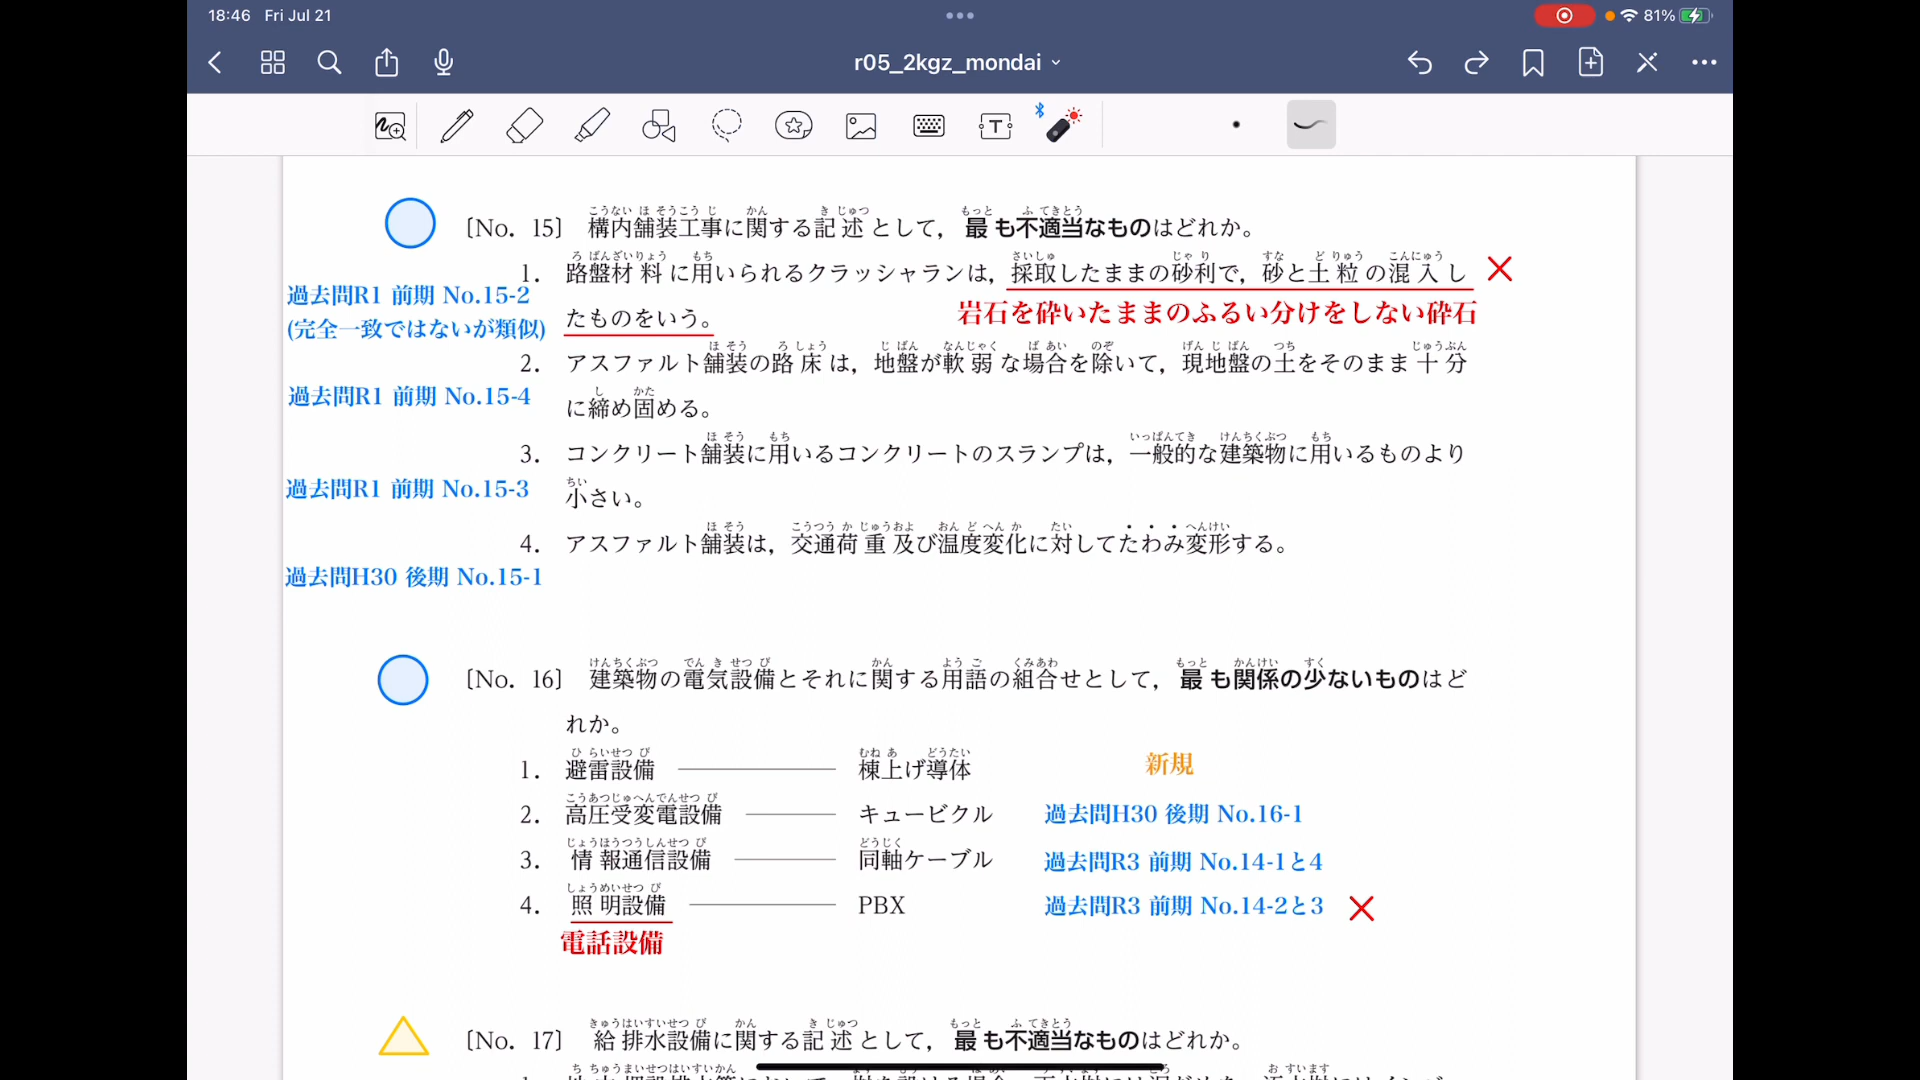 18:46 Fri Jul 21
81%
r05_2kgz_mondai
〔No. 15〕 構内舗装工事に関する記述として，最も不適当なものはどれか。
1. 路盤材料に用いられるクラッシャランは，採取したままの砂利で，砂と土粒の混入し
過去問R1 前期 No.15-2
(完全一致ではないが類似)
たものをいう。
岩石を砕いたままのふるい分けをしない砕石
2. アスファルト舗装の路床は，地盤が軟弱な場合を除いて，現地盤の土をそのまま十分
過去問R1 前期 No.15-4
に締め固める。
3. コンクリート舗装に用いるコンクリートのスランプは，一般的な建築物に用いるものより
過去問R1 前期 No.15-3
小さい。
4. アスファルト舗装は，交通荷重及び温度変化に対してたわみ変形する。
過去問H30 後期 No.15-1
〔No. 16〕 建築物の電気設備とそれに関する用語の組合せとして，最も関係の少ないものはど
れか。
1. 避雷設備 棟上げ導体 新規
2. 高圧受変電設備 キュービクル 過去問H30 後期 No.16-1
3. 情報通信設備 同軸ケーブル 過去問R3 前期 No.14-1と4
4. 照明設備 PBX 過去問R3 前期 No.14-2と3
電話設備
〔No. 17〕 給排水設備に関する記述として，最も不適当なものはどれか。